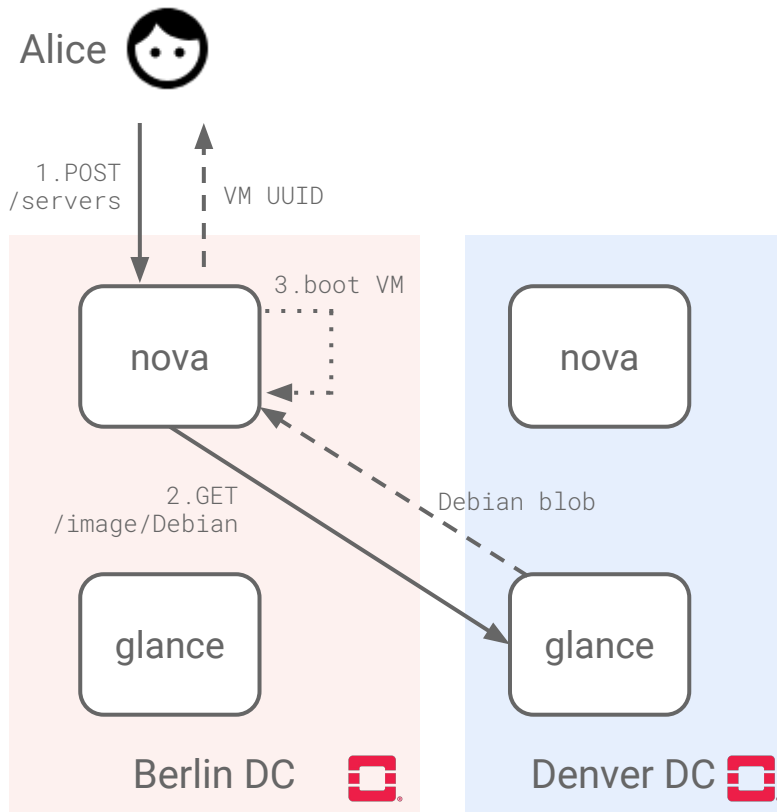 Alice
1.POST
/servers
VM UUID
3.boot VM
nova
nova
2.GET
/image/Debian
Debian blob
glance
glance
Berlin DC
Denver DC